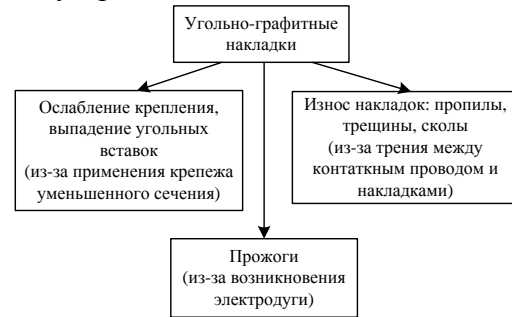 Угольно-графитные
накладки
Ослабление крепления,
выпадение угольных
вставок
(из-за применения крепежа
уменьшенного сечения)
Износ накладок: пропилы,
трещины, сколы
(из-за трения между
контаткным проводом и
накладками)
Прожоги
(из-за возникновения
электродуги)